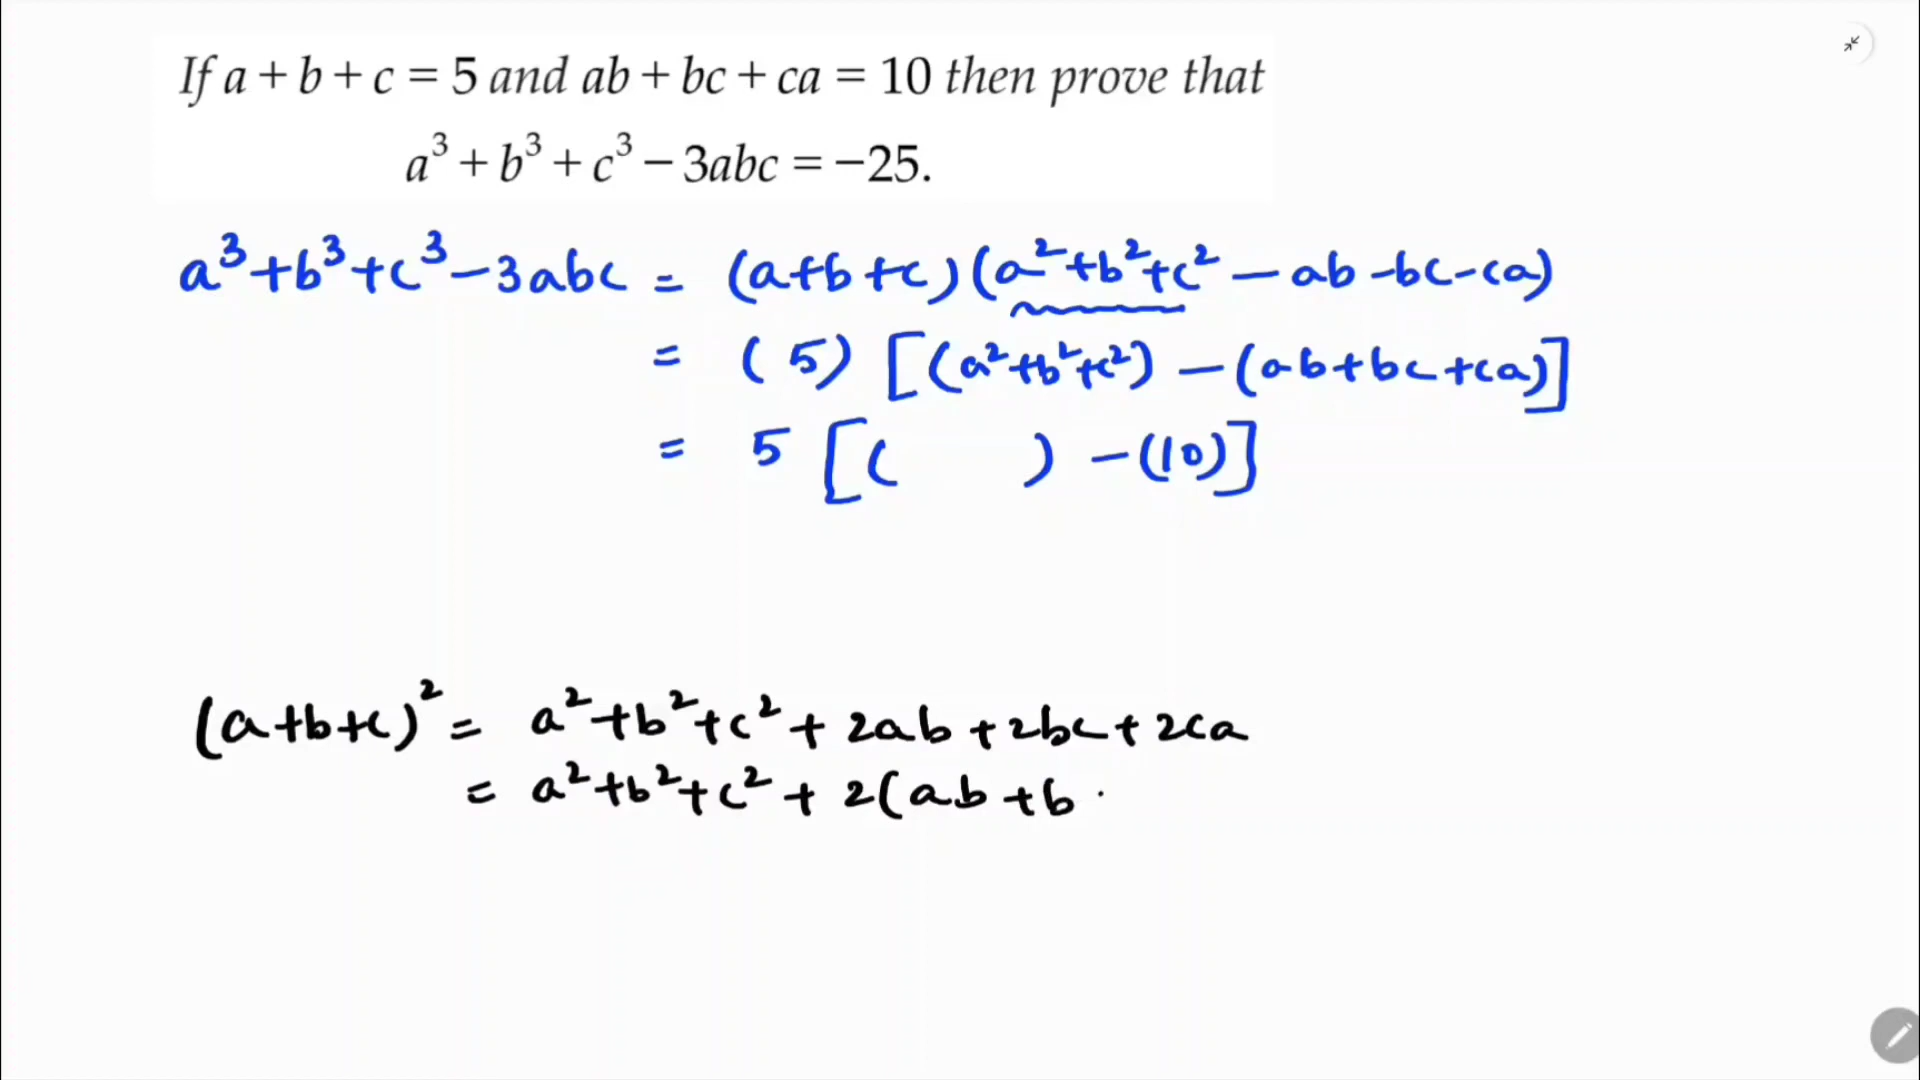 If a + b + c = 5 and ab + bc + ca = 10 then prove that
a³ + b³ + c³ − 3abc = −25.
a³+b³+c³−3abc = (a+b+c)(a²+b²+c²−ab−bc−ca)
= (5) [(a²+b²+c²) − (ab+bc+ca)]
= 5 [( ) −(10)]
(a+b+c)² = a²+b²+c²+2ab+2bc+2ca
= a²+b²+c²+2(ab+b